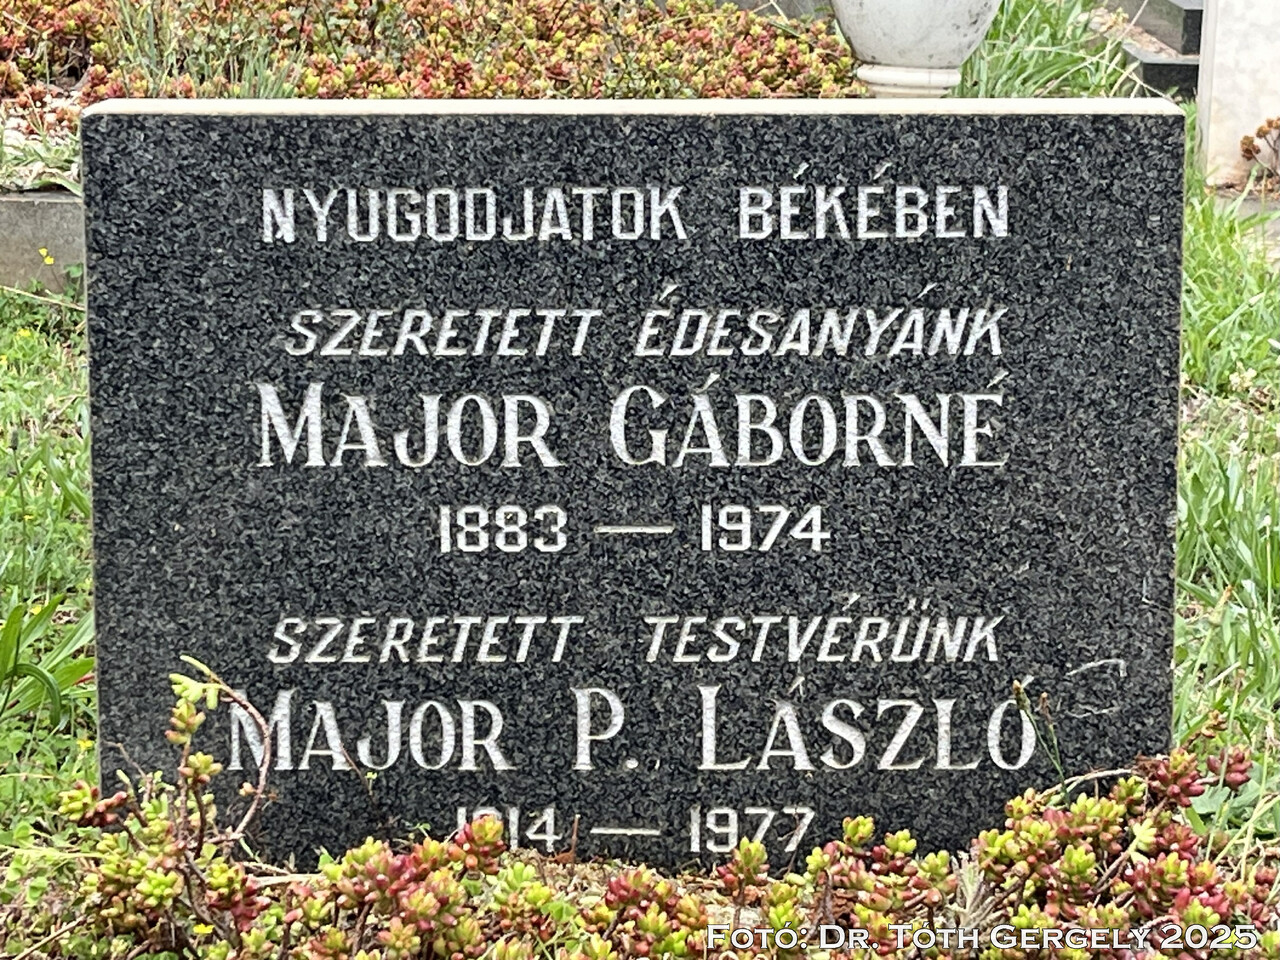 NYUGODJATOK BÉKÉBEN
SZERETETT ÉDESANYÁNK
MAJOR GÁBORNÉ
1883 — 1974
SZERETETT TESTVÉRÜNK
MAJOR P. LÁSZLÓ
1914 — 1977
FOTÓ: DR. TÓTH GERGELY 2025